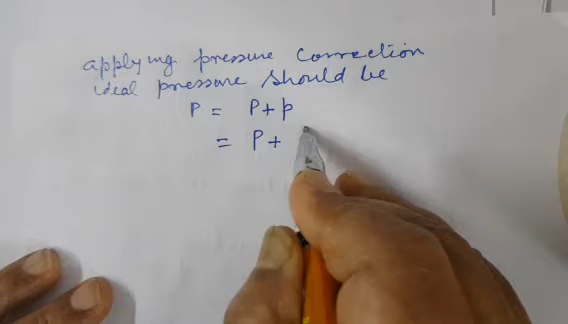 applying pressure correction
ideal pressure should be
P = P + p
= P +